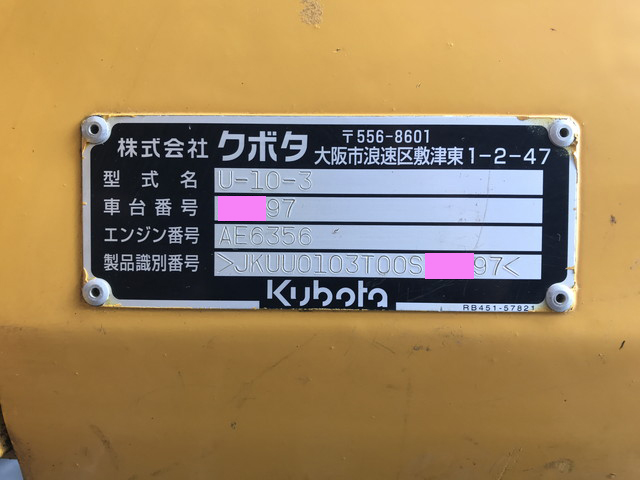 株式会社 クボタ 〒556-8601
大阪市浪速区敷津東1-2-47
型式名 U-10-3
車台番号 97
エンジン番号 AE6356
製品識別番号 >JKUU0103T00S 97<
Kubota
RB451-57821